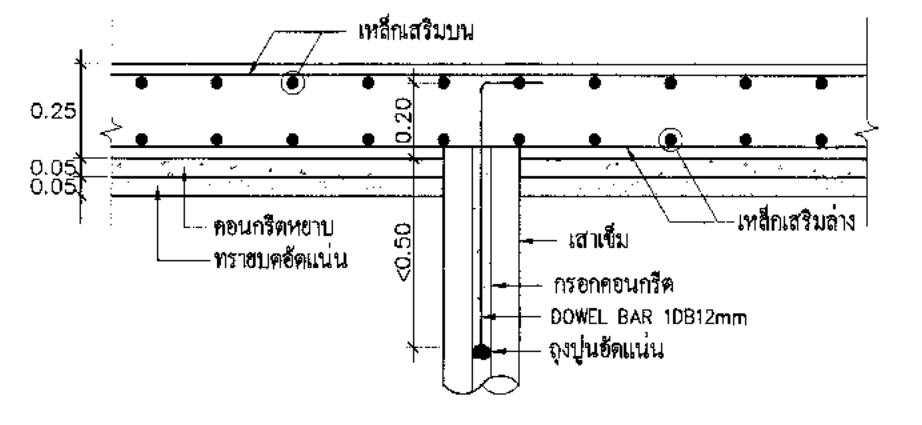 เหล็กเสริมบน
0.25
0.20
0.05
0.05
คอนกรีตหยาบ
ทรายบดอัดแน่น
<0.50
เหล็กเสริมล่าง
เสาเข็ม
กรอกคอนกรีต
DOWEL BAR 1DB12mm
ถุงปูนอัดแน่น